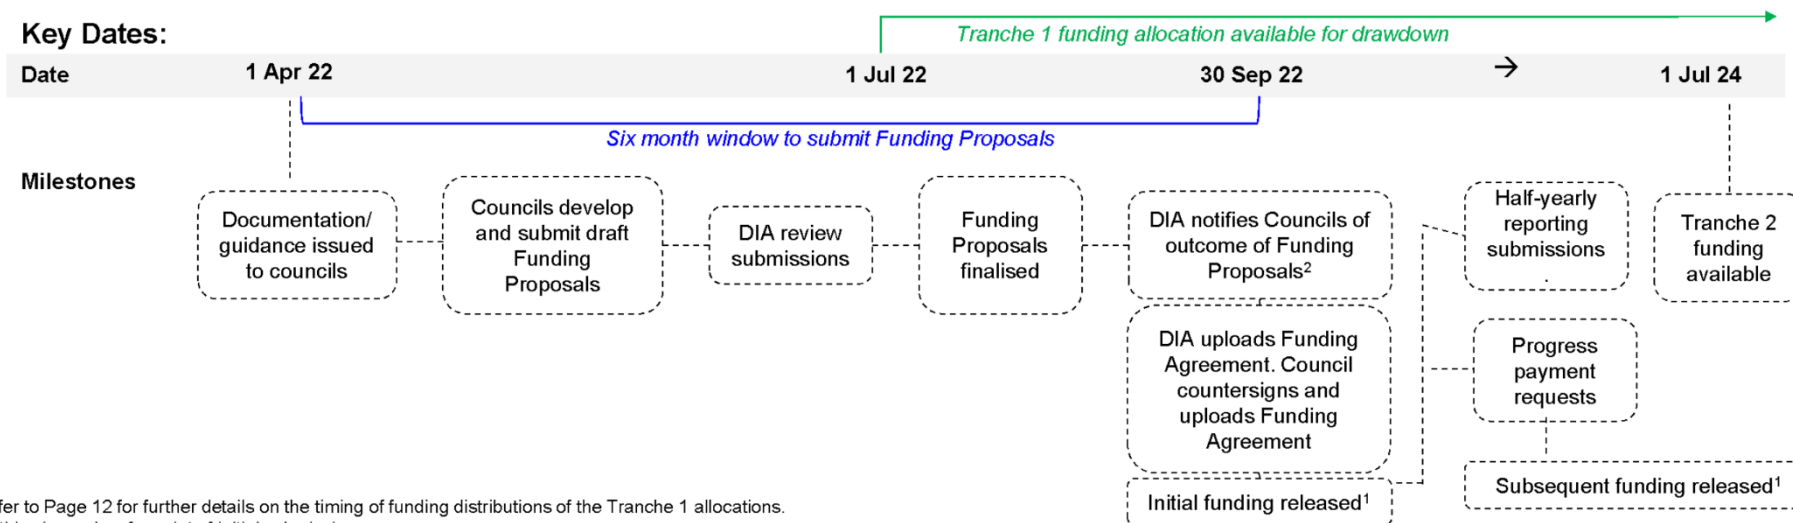 Tranche 1 funding allocation available for drawdown
Key Dates:
Date 1 Apr 22 1 Jul 22 30 Sep 22 → 1 Jul 24
Six month window to submit Funding Proposals
Milestones
Documentation/
guidance issued
to councils
Councils develop
and submit draft
Funding
Proposals
DIA review
submissions
Funding
Proposals
finalised
DIA notifies Councils of
outcome of Funding
Proposals²
DIA uploads Funding
Agreement. Council
countersigns and
uploads Funding
Agreement
Initial funding released¹
Half-yearly
reporting
submissions
.
Progress
payment
requests
Subsequent funding released¹
Tranche 2
funding
available
fer to Page 12 for further details on the timing of funding distributions of the Tranche 1 allocations.